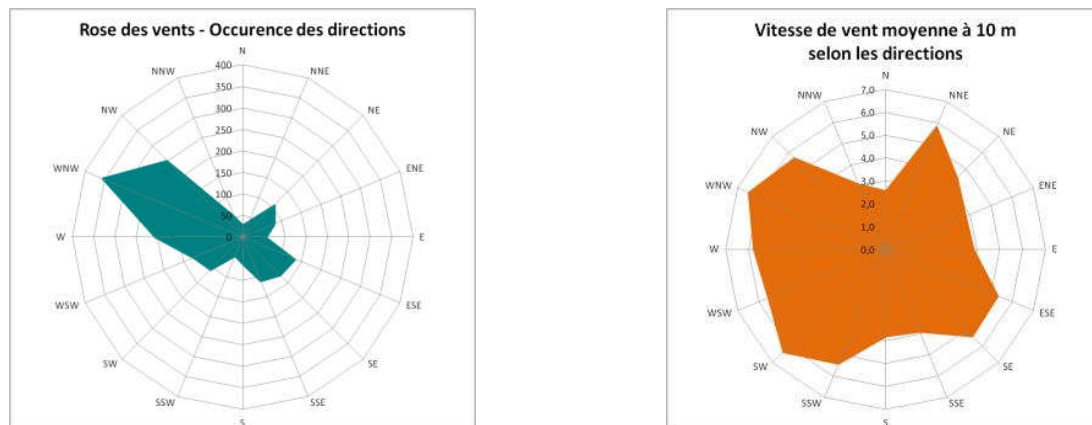 Rose des vents - Occurence des directions
N
NNE
NE
ENE
E
ESE
SE
SSE
S
SSW
SW
WSW
W
WNW
NW
NNW
400
350
300
250
200
150
100
50
0
Vitesse de vent moyenne à 10 m
selon les directions
N
NNE
NE
ENE
E
ESE
SE
SSE
S
SSW
SW
WSW
W
WNW
NW
NNW
7,0
6,0
5,0
4,0
3,0
2,0
1,0
0,0